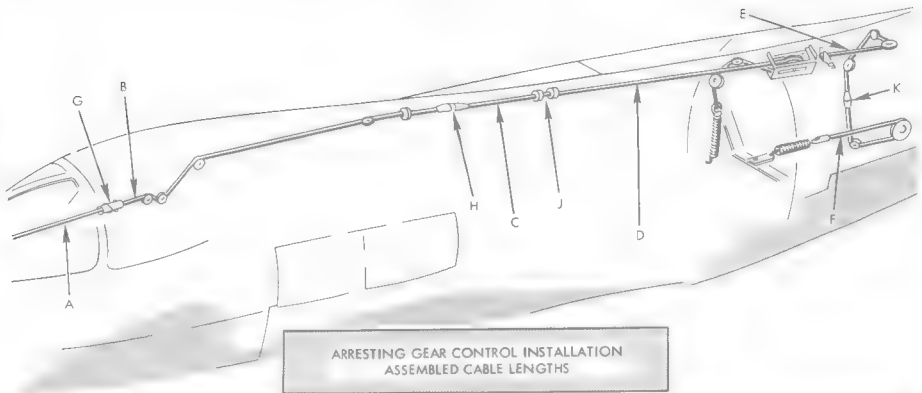 E
B
G
K
H
C
J
D
F
A
ARRESTING GEAR CONTROL INSTALLATION
ASSEMBLED CABLE LENGTHS